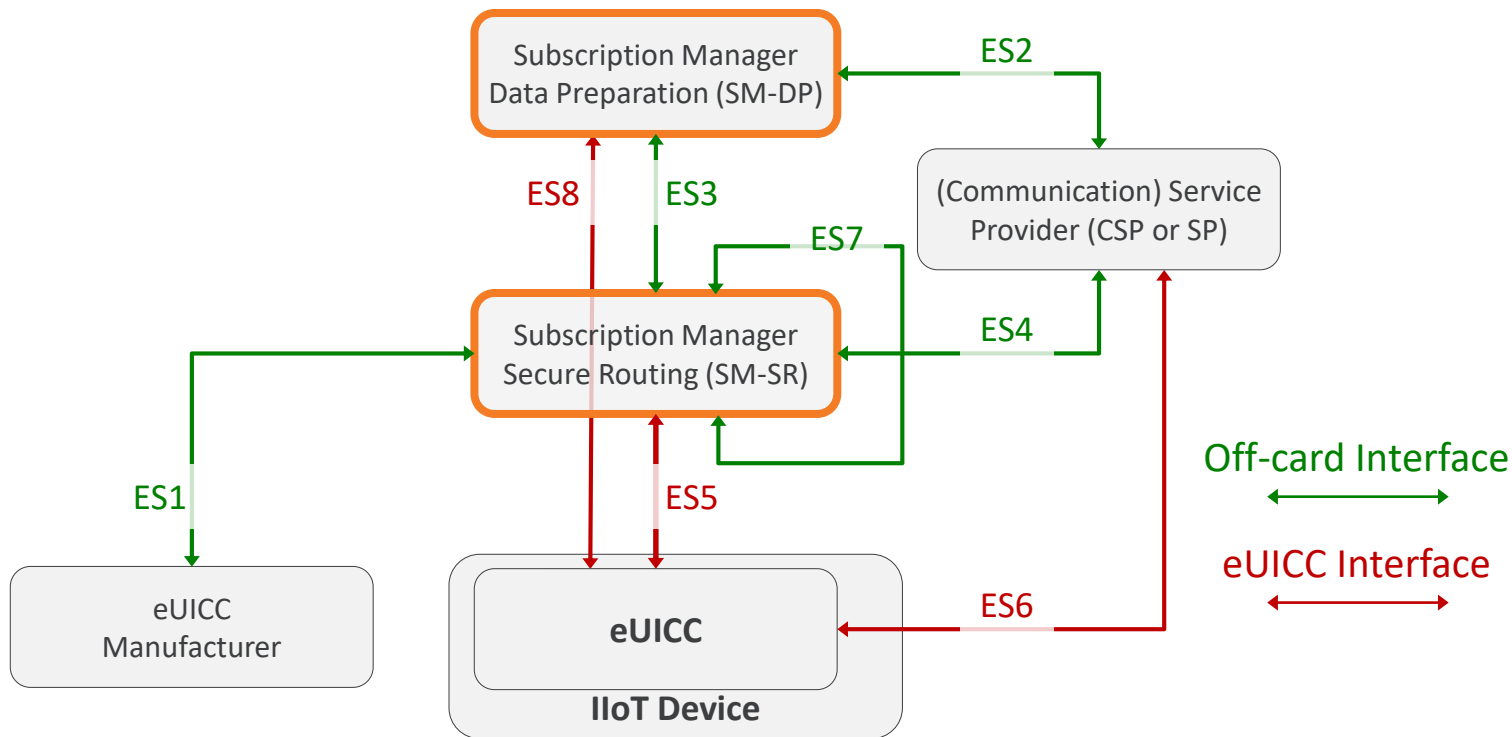 Subscription Manager
Data Preparation (SM-DP)
ES2
ES8
ES3
(Communication) Service
Provider (CSP or SP)
ES7
Subscription Manager
Secure Routing (SM-SR)
ES4
Off-card Interface
ES1
ES5
eUICC Interface
eUICC
Manufacturer
eUICC
ES6
IIoT Device